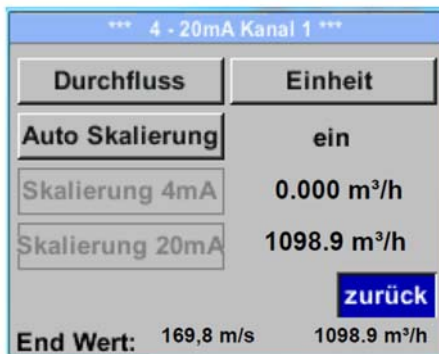 *** 4 - 20mA Kanal 1 ***
Durchfluss Einheit
Auto Skalierung ein
Skalierung 4mA 0.000 m³/h
Skalierung 20mA 1098.9 m³/h
zurück
End Wert: 169,8 m/s 1098.9 m³/h